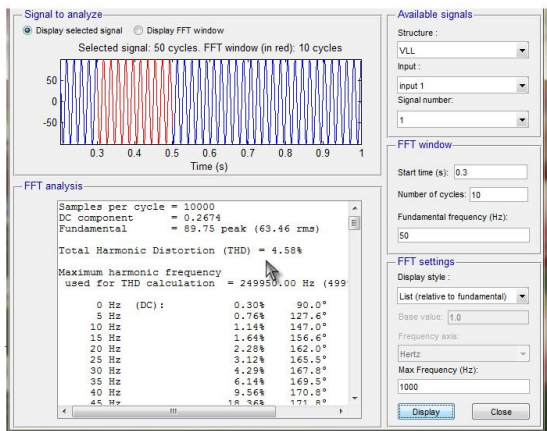 Signal to analyze
Display selected signal Display FFT window
Selected signal: 50 cycles. FFT window (in red): 10 cycles
50
0
-50
0.3 0.4 0.5 0.6 0.7 0.8 0.9 1
Time (s)
FFT analysis
Samples per cycle = 10000
DC component = 0.2674
Fundamental = 89.75 peak (63.46 rms)
Total Harmonic Distortion (THD) = 4.58%
Maximum harmonic frequency
used for THD calculation = 249950.00 Hz (499
0 Hz (DC): 0.30% 90.0°
5 Hz 0.76% 127.6°
10 Hz 1.14% 147.0°
15 Hz 1.64% 156.6°
20 Hz 2.28% 162.0°
25 Hz 3.12% 165.5°
30 Hz 4.29% 167.8°
35 Hz 6.14% 169.5°
40 Hz 9.56% 170.8°
45 Hz 18.36% 171.8°
Available signals
Structure :
VLL
Input :
input 1
Signal number:
1
FFT window
Start time (s): 0.3
Number of cycles: 10
Fundamental frequency (Hz):
50
FFT settings
Display style :
List (relative to fundamental)
Base value: 1.0
Frequency axis:
Hertz
Max Frequency (Hz):
1000
Display Close